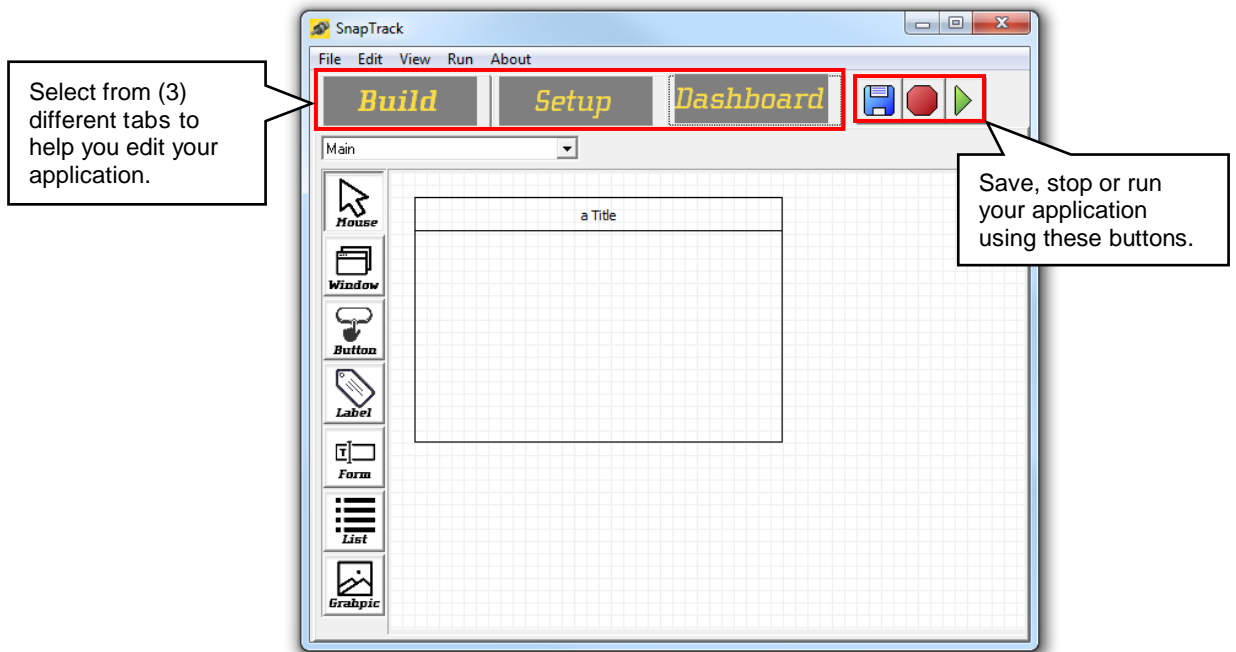 SnapTrack
File Edit View Run About
Select from (3)
different tabs to
help you edit your
application.
Build Setup Dashboard
Main
Save, stop or run
your application
using these buttons.
Mouse
a Title
Window
Button
Label
T
Form
List
Grahpic